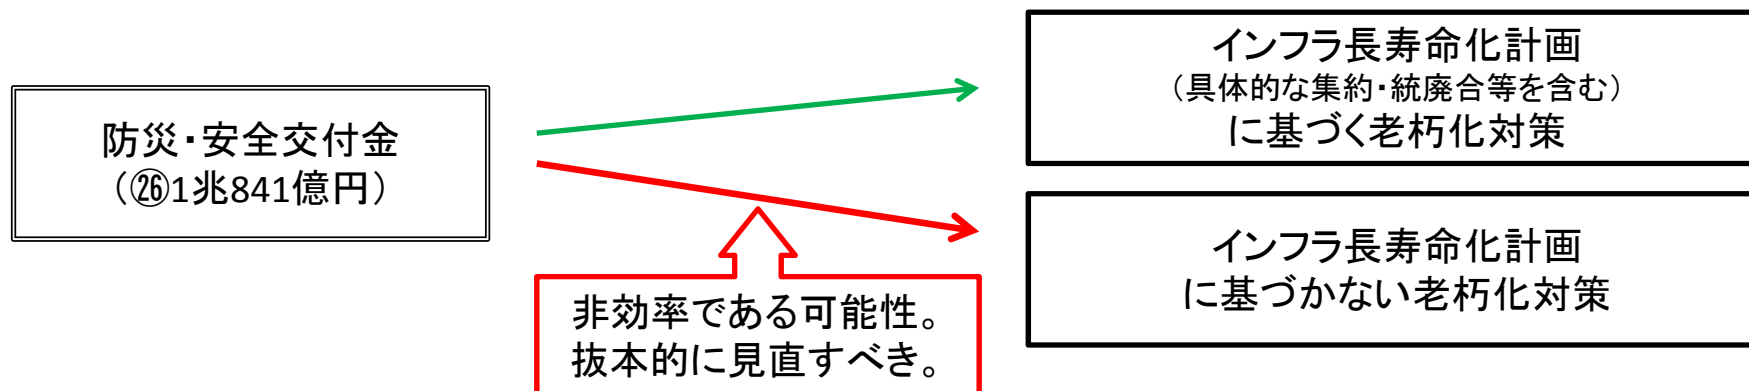 防災・安全交付金
（㉖1兆841億円）
インフラ長寿命化計画
（具体的な集約・統廃合等を含む）
に基づく老朽化対策
インフラ長寿命化計画
に基づかない老朽化対策
非効率である可能性。
抜本的に見直すべき。